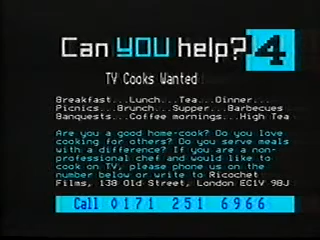 Can YOU help? 4
TV Cooks Wanted
Breakfast...Lunch...Tea...Dinner...
Picnics...Brunch...Supper...Barbecues
Banquests...Coffee mornings...High Tea
Are you a good home-cook? Do you love
cooking for others? Do you serve meals
with a difference? If you are a non-
professional chef and would like to
cook on TV, please phone us on the
number below or write to Ricochet
Films, 138 Old Street, London EC1V 9BJ
Call 0171 251 6966